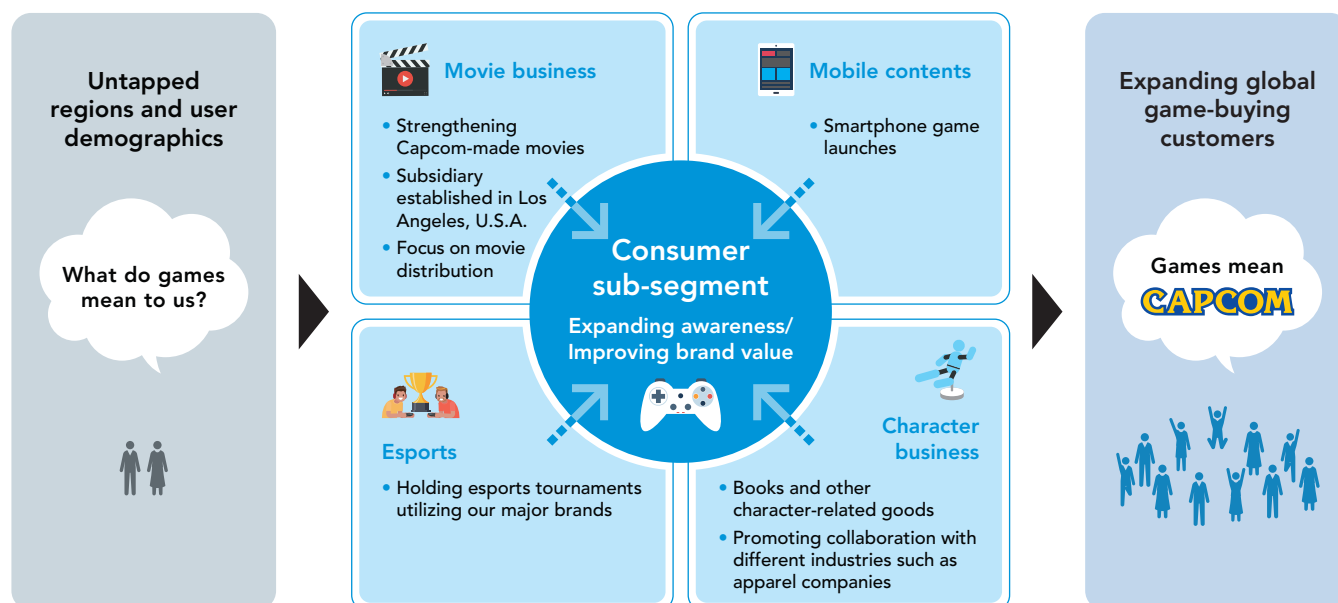 Untapped
regions and user
demographics
What do games
mean to us?
Movie business
• Strengthening
Capcom-made movies
• Subsidiary
established in Los
Angeles, U.S.A.
• Focus on movie
distribution
Mobile contents
• Smartphone game
launches
Consumer
sub-segment
Expanding awareness/
Improving brand value
Esports
• Holding esports tournaments
utilizing our major brands
Character
business
• Books and other
character-related goods
• Promoting collaboration with
different industries such as
apparel companies
Expanding global
game-buying
customers
Games mean
CAPCOM